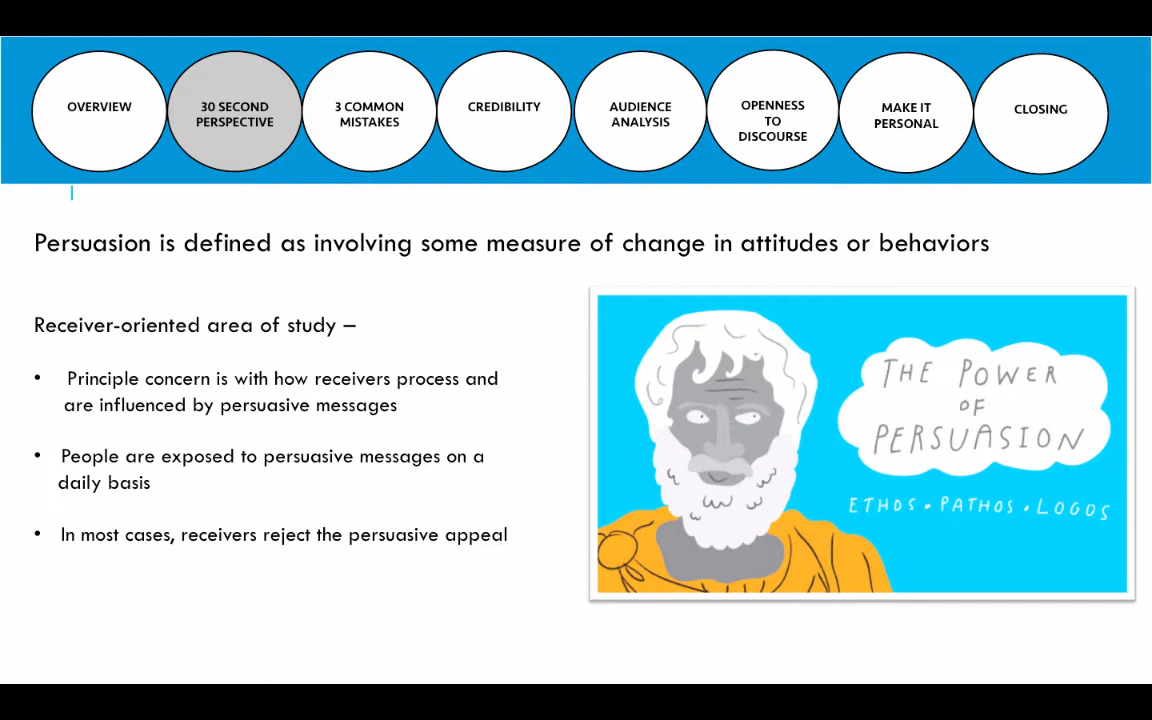 OVERVIEW
30 SECOND
PERSPECTIVE
3 COMMON
MISTAKES
CREDIBILITY
AUDIENCE
ANALYSIS
OPENNESS
TO
DISCOURSE
MAKE IT
PERSONAL
CLOSING
Persuasion is defined as involving some measure of change in attitudes or behaviors
Receiver-oriented area of study –
• Principle concern is with how receivers process and
are influenced by persuasive messages
• People are exposed to persuasive messages on a
daily basis
• In most cases, receivers reject the persuasive appeal
THE POWER
OF
PERSUASION
ETHOS • PATHOS • LOGOS